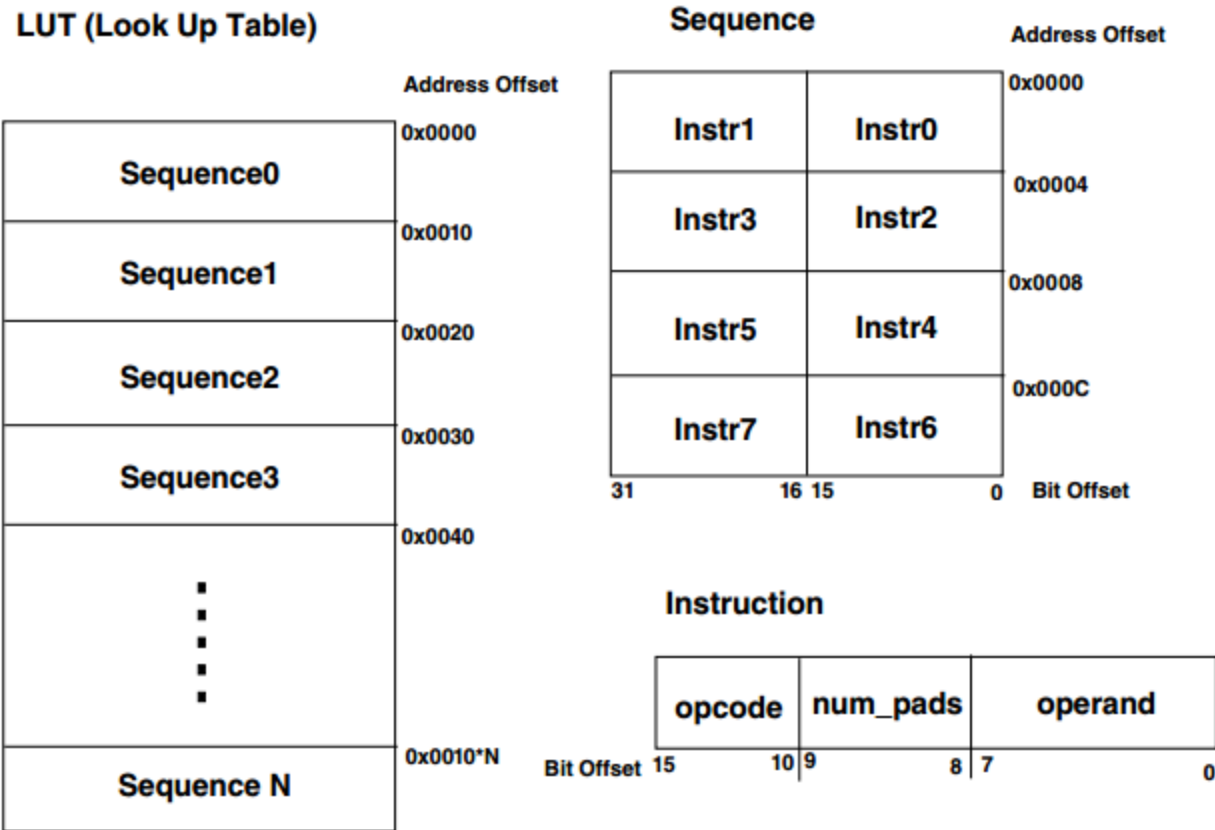 LUT (Look Up Table)
Address Offset
0x0000
Sequence0
0x0010
Sequence1
0x0020
Sequence2
0x0030
Sequence3
0x0040
0x0010*N
Sequence N
Sequence
Address Offset
0x0000
Instr1 Instr0
0x0004
Instr3 Instr2
0x0008
Instr5 Instr4
0x000C
Instr7 Instr6
31 16 15 0 Bit Offset
Instruction
opcode num_pads operand
Bit Offset 15 10 9 8 7 0